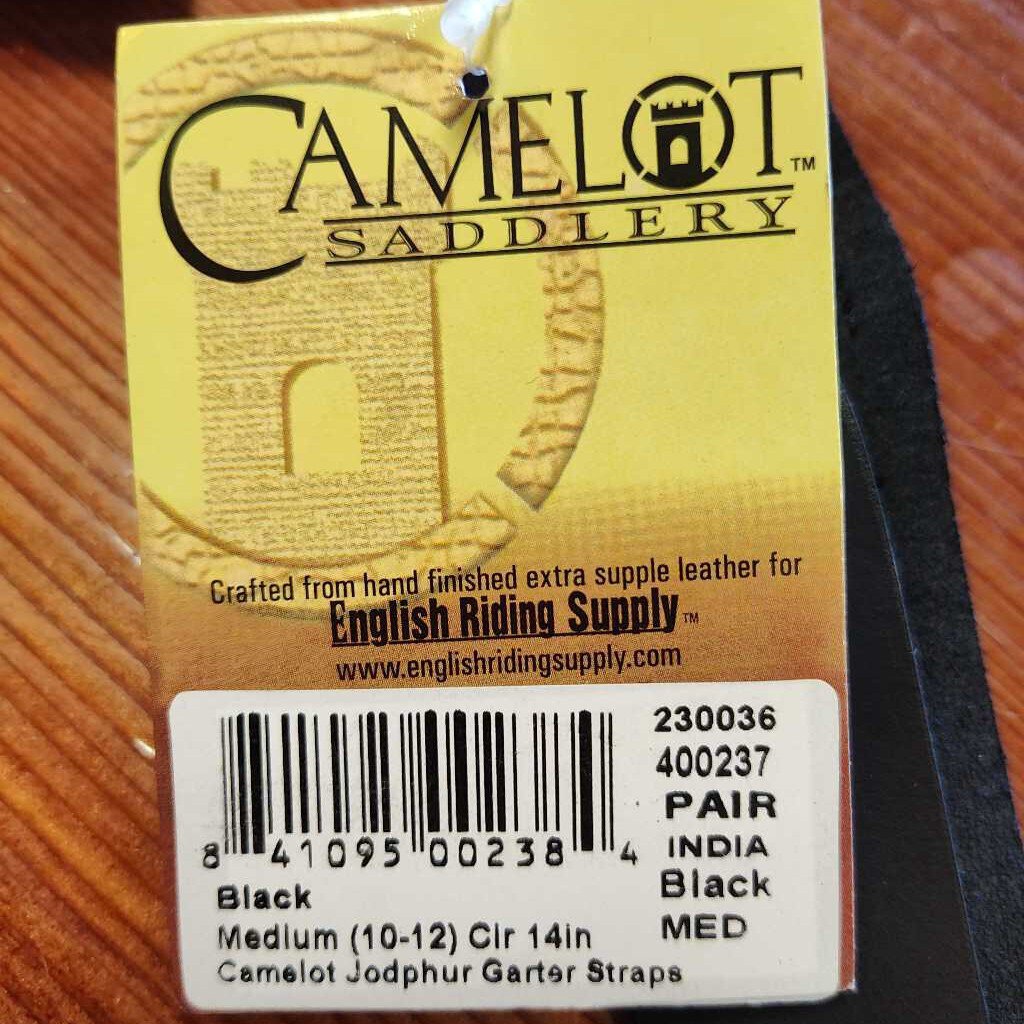 CAMELOT™
SADDLERY
Crafted from hand finished extra supple leather for
English Riding Supply™
www.englishridingsupply.com
230036
400237
PAIR
INDIA
Black
MED
8 41095 00238 4
Black
Medium (10-12) Clr 14in
Camelot Jodphur Garter Straps